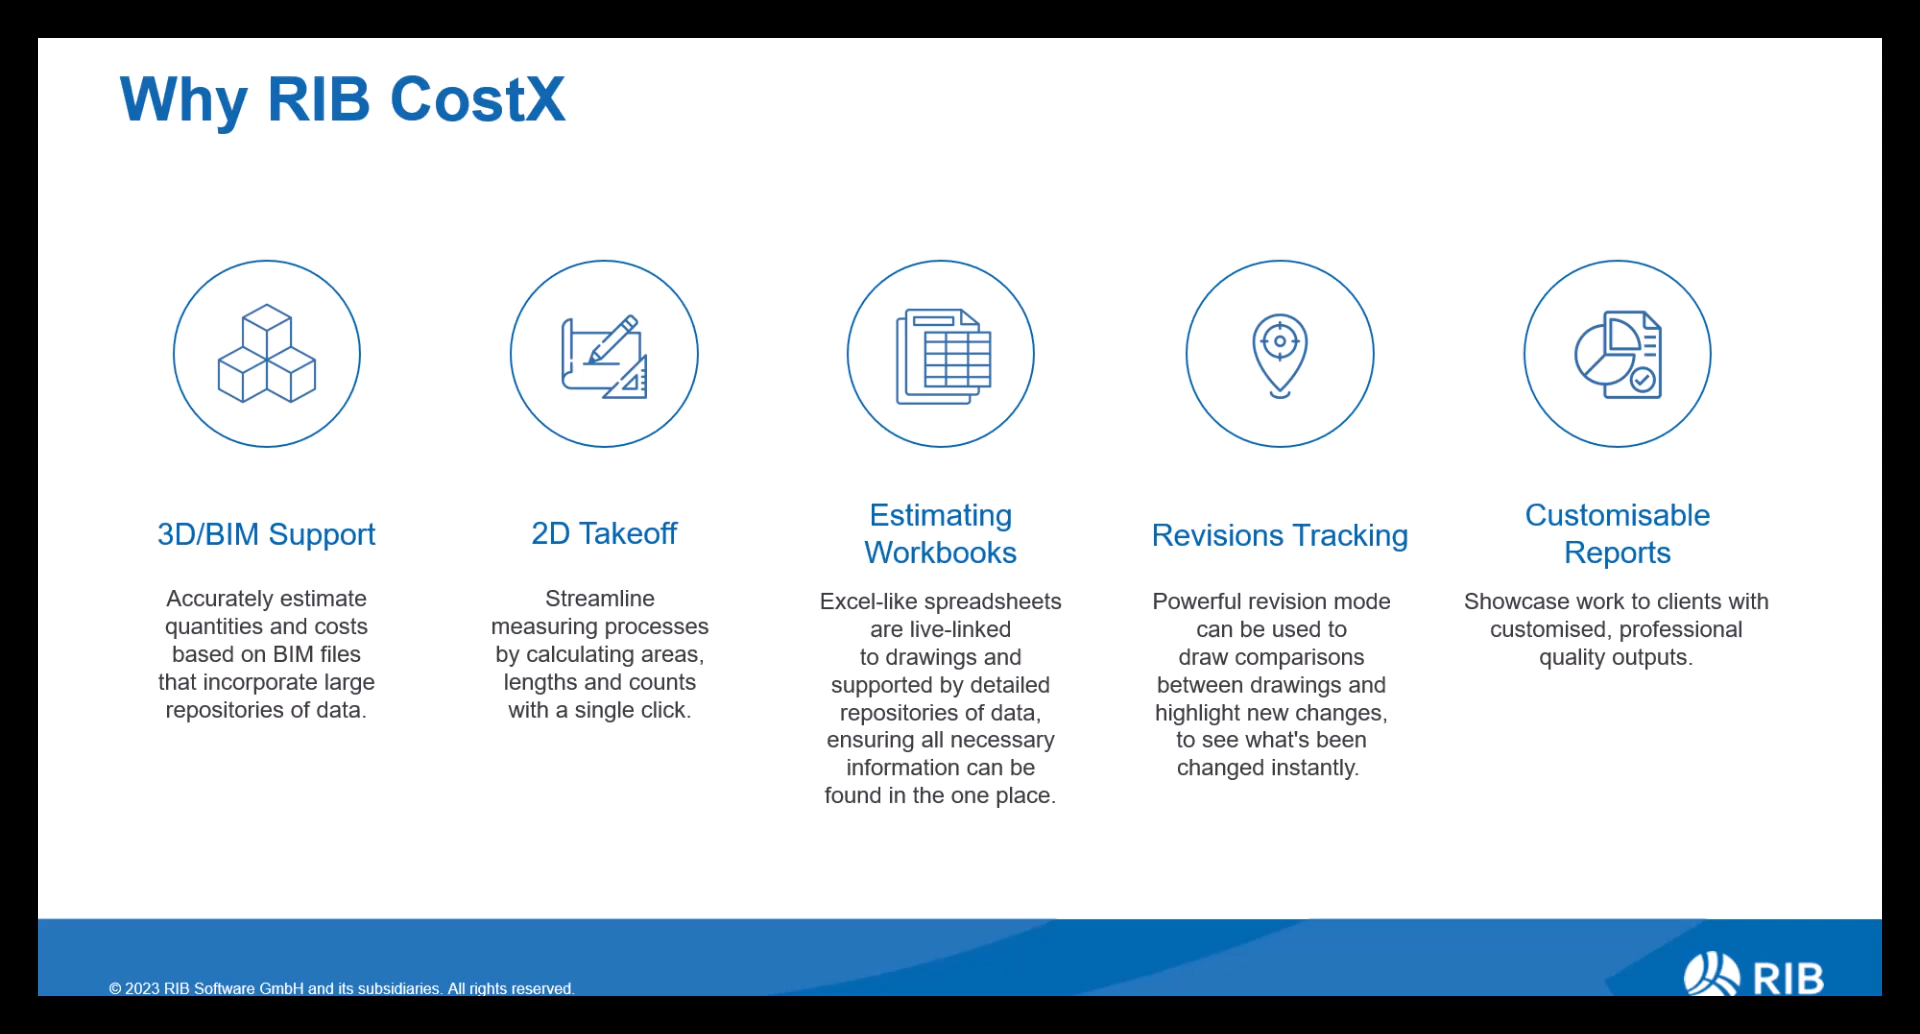 Why RIB CostX
3D/BIM Support
Accurately estimate
quantities and costs
based on BIM files
that incorporate large
repositories of data.
2D Takeoff
Streamline
measuring processes
by calculating areas,
lengths and counts
with a single click.
Estimating
Workbooks
Excel-like spreadsheets
are live-linked
to drawings and
supported by detailed
repositories of data,
ensuring all necessary
information can be
found in the one place.
Revisions Tracking
Powerful revision mode
can be used to
draw comparisons
between drawings and
highlight new changes,
to see what's been
changed instantly.
Customisable
Reports
Showcase work to clients with
customised, professional
quality outputs.
© 2023 RIB Software GmbH and its subsidiaries. All rights reserved.
RIB